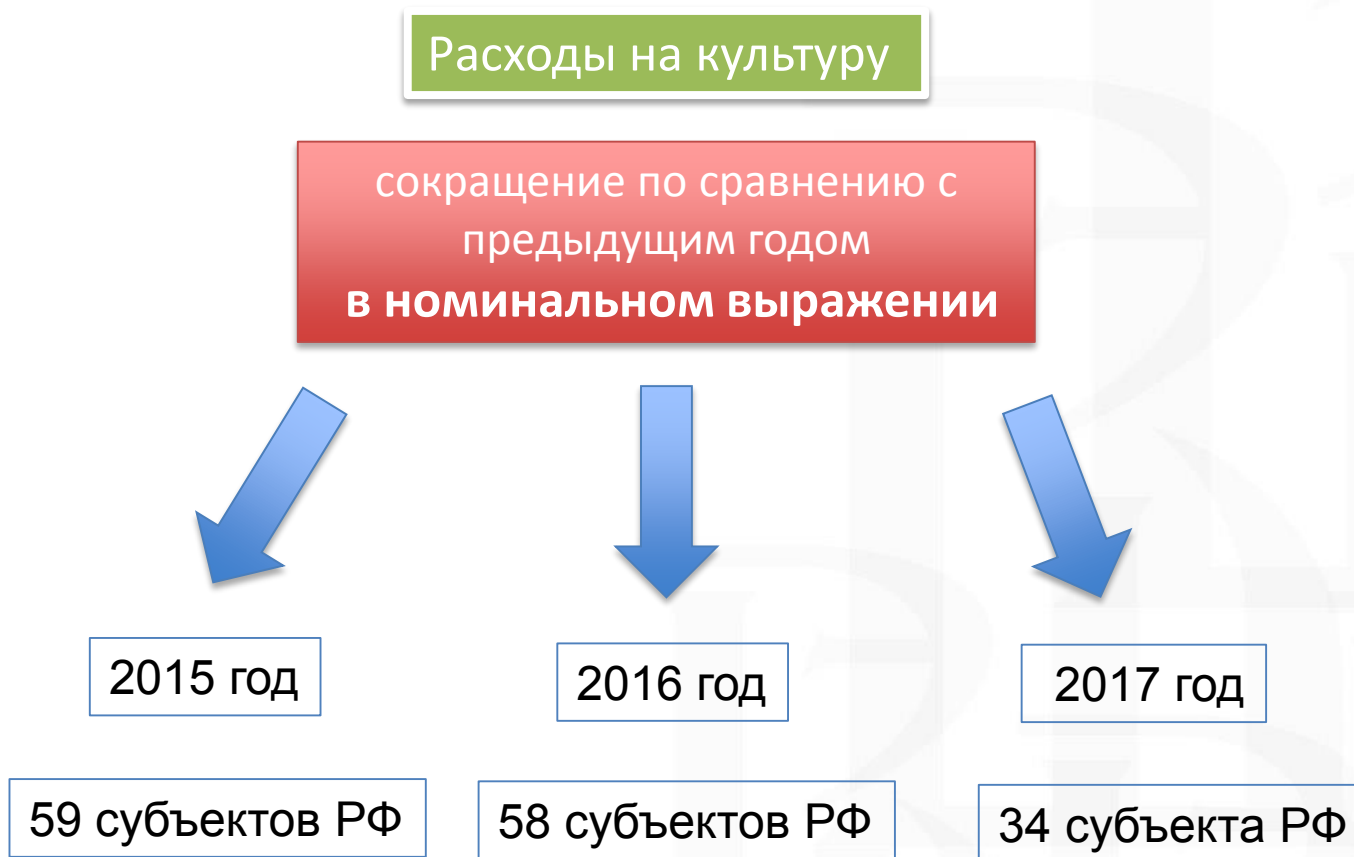 Расходы на культуру
сокращение по сравнению с
предыдущим годом
в номинальном выражении
2015 год
2016 год
2017 год
59 субъектов РФ
58 субъектов РФ
34 субъекта РФ